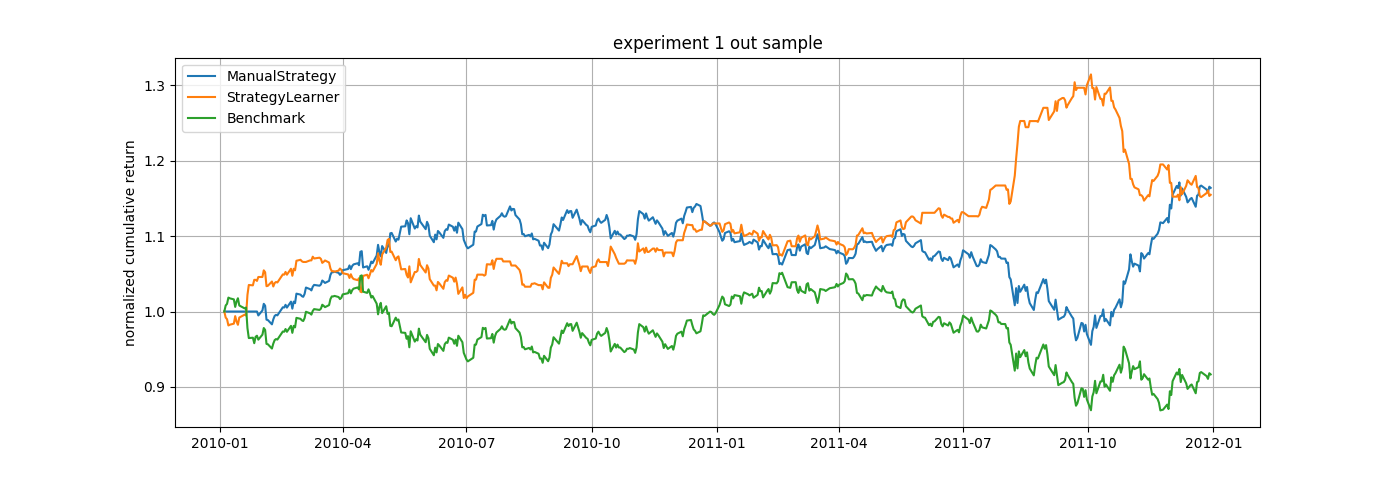 experiment 1 out sample
ManualStrategy
StrategyLearner
Benchmark
normalized cumulative return
1.3
1.2
1.1
1.0
0.9
2010-01 2010-04 2010-07 2010-10 2011-01 2011-04 2011-07 2011-10 2012-01